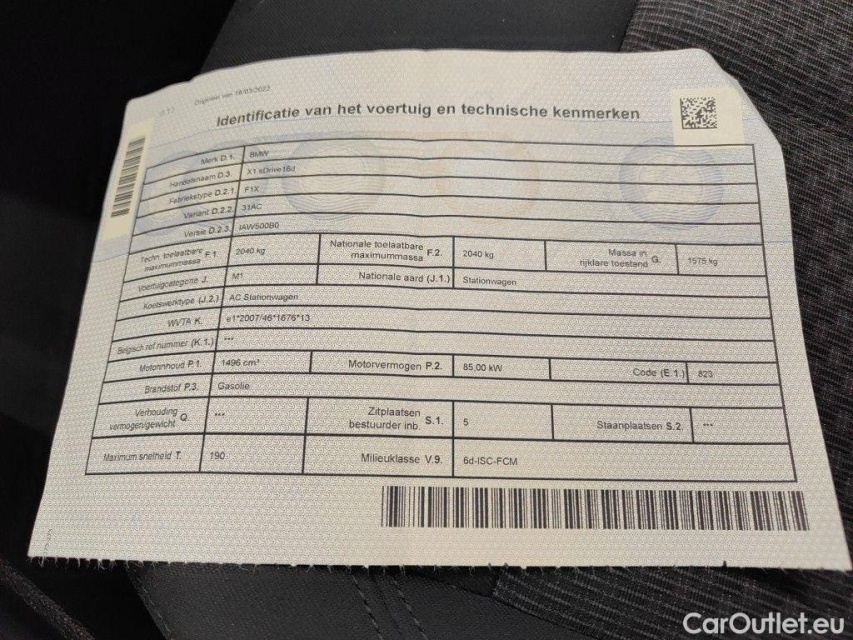 Origineel van 18/03/2022
Identificatie van het voertuig en technische kenmerken
Merk D.1. BMW
Handelsnaam D.3. X1 sDrive16d
Fabriekstype D.2.1 F1X
Variant D.2.2. 31AC
Versie D.2.3. IAW500B0
Techn. toelaatbare maximummassa F.1. 2040 kg Nationale toelaatbare maximummassa F.2. 2040 kg Massa in rijklare toestand G. 1575 kg
Voertuigcategorie J. M1 Nationale aard (J.1.) Stationwagen
Koetswerktype (J.2.) AC Stationwagen
WVTA K. e1*2007/46*1676*13
Belgisch ref nummer (K.1.) ***
Motorinhoud P.1. 1496 cm³ Motorvermogen P.2. 85,00 kW Code (E.1.) 823
Brandstof P.3. Gasolie
Verhouding vermogen/gewicht Q. *** Zitplaatsen bestuurder inb. S.1. 5 Staanplaatsen S.2. ***
Maximum snelheid T. 190 Milieuklasse V.9. 6d-ISC-FCM
CarOutlet.eu